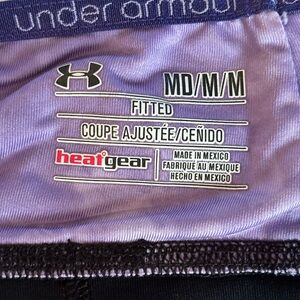 under armour
MD/M/M
FITTED
COUPE AJUSTÉE/CEÑIDO
heatgear
MADE IN MEXICO
FABRIQUÉ AU MEXIQUE
HECHO EN MEXICO